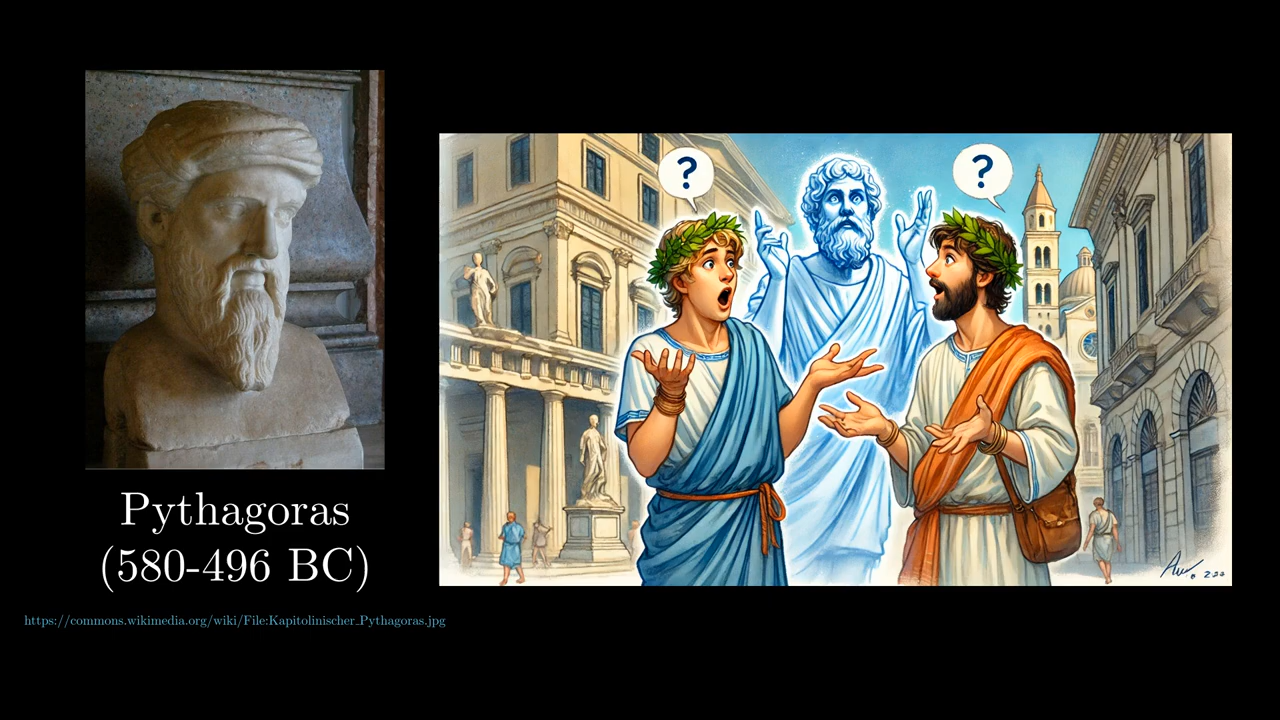 Pythagoras
(580-496 BC)
https://commons.wikimedia.org/wiki/File:Kapitolinischer_Pythagoras.jpg
?
?